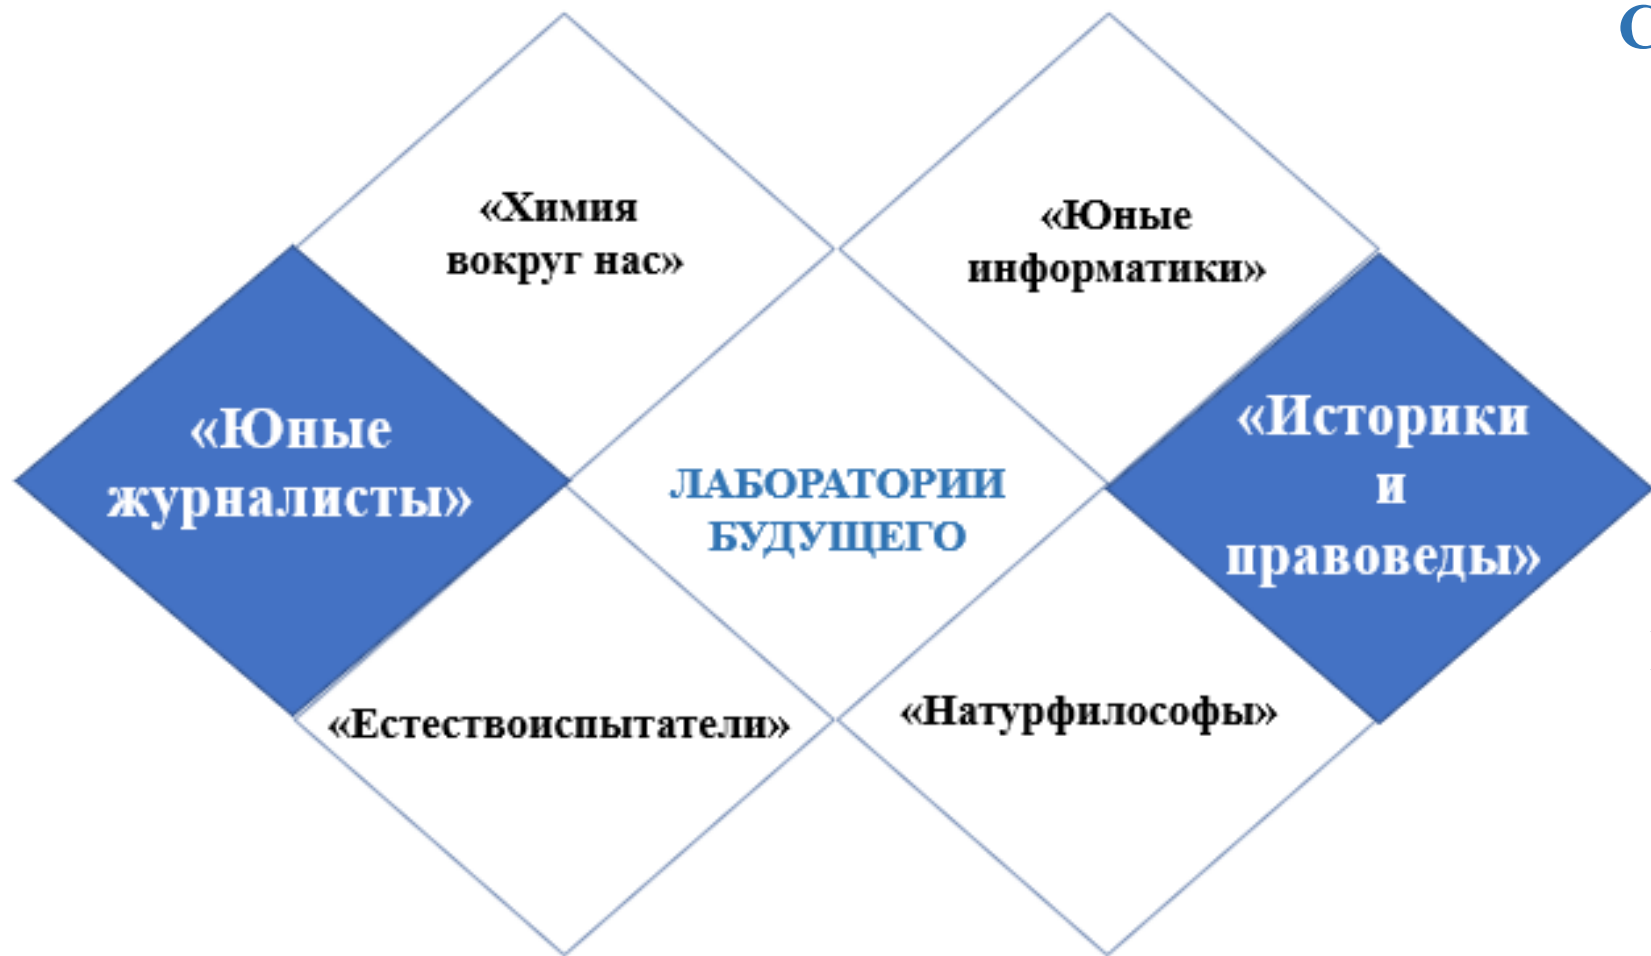 С
«Химия
вокруг нас»
«Юные
информатики»
«Юные
журналисты»
ЛАБОРАТОРИИ
БУДУЩЕГО
«Историки
и
правоведы»
«Естествоиспытатели»
«Натурфилософы»